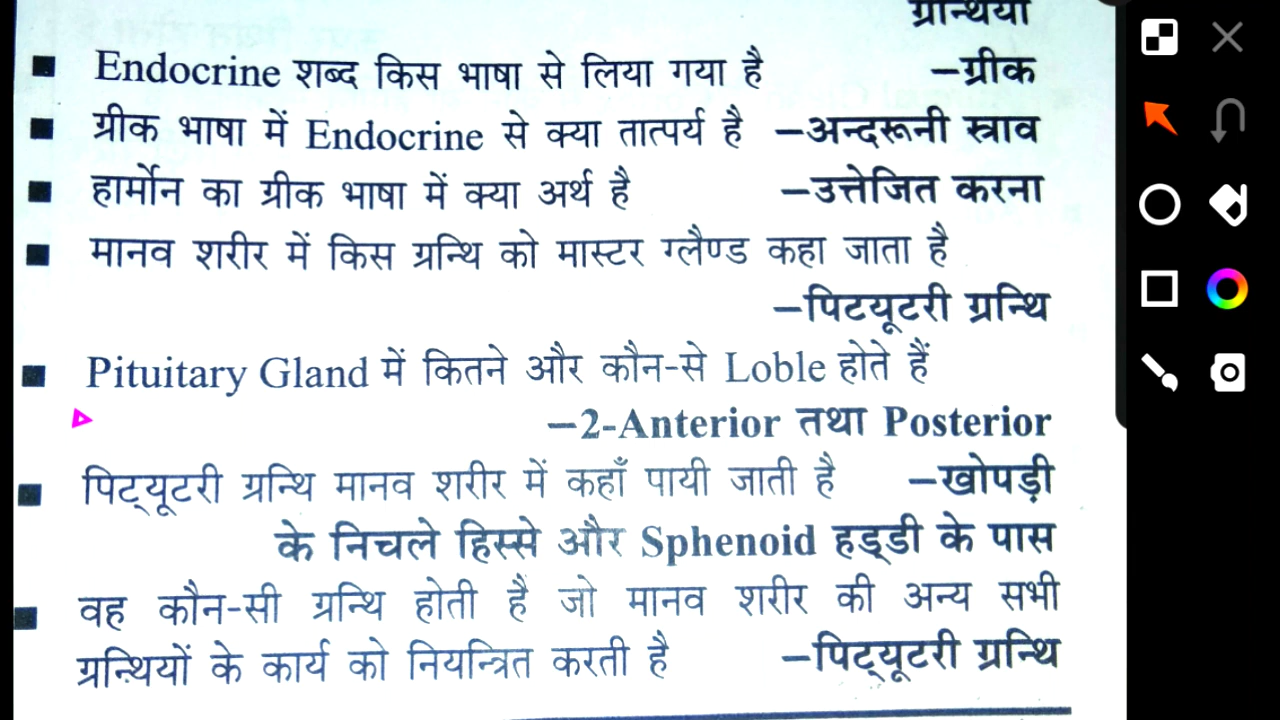 ग्रन्थियाँ
Endocrine शब्द किस भाषा से लिया गया है –ग्रीक
ग्रीक भाषा में Endocrine से क्या तात्पर्य है –अन्दरूनी स्त्राव
हार्मोन का ग्रीक भाषा में क्या अर्थ है –उत्तेजित करना
मानव शरीर में किस ग्रन्थि को मास्टर ग्लैण्ड कहा जाता है
–पिटयूटरी ग्रन्थि
Pituitary Gland में कितने और कौन-से Loble होते हैं
–2-Anterior तथा Posterior
पिट्यूटरी ग्रन्थि मानव शरीर में कहाँ पायी जाती है –खोपड़ी
के निचले हिस्से और Sphenoid हड्डी के पास
वह कौन-सी ग्रन्थि होती है जो मानव शरीर की अन्य सभी
ग्रन्थियों के कार्य को नियन्त्रित करती है –पिट्यूटरी ग्रन्थि